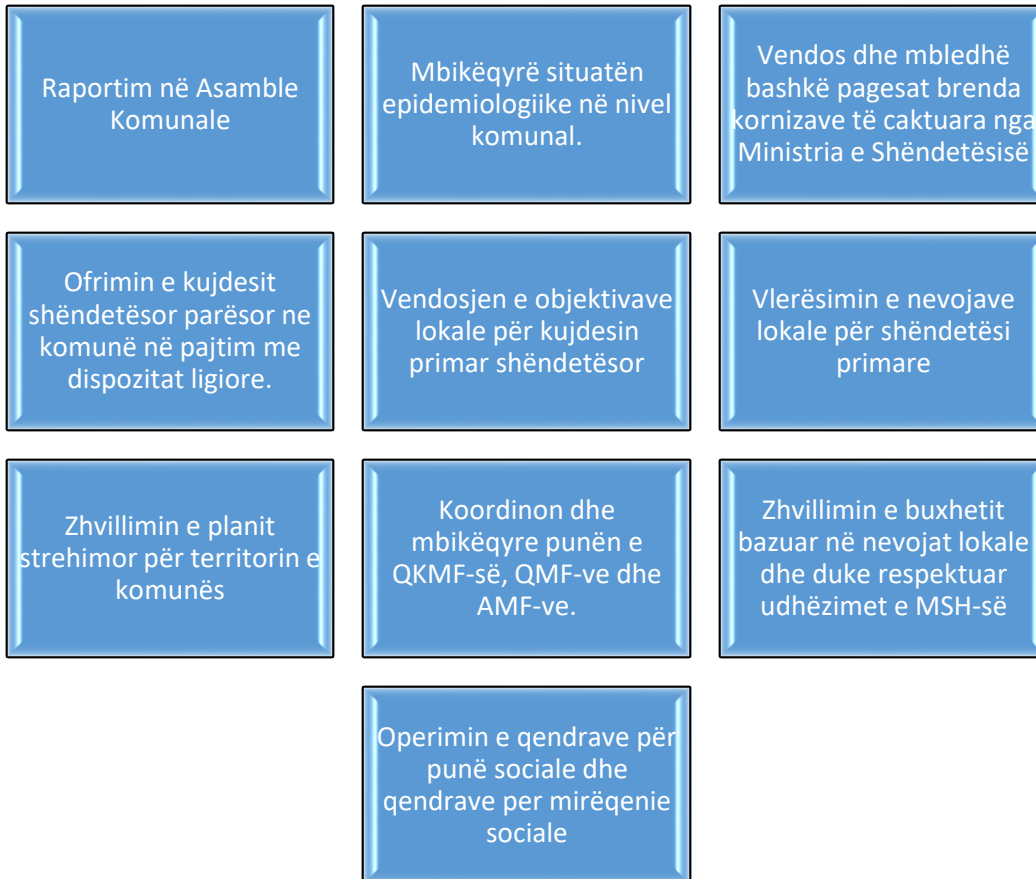 Raportim në Asamble
Komunale
Mbikëqyrë situatën
epidemiologiike në nivel
komunal.
Vendos dhe mbledhë
bashkë pagesat brenda
kornizave të caktuara nga
Ministria e Shëndetësisë
Ofrimin e kujdesit
shëndetësor parësor ne
komunë në pajtim me
dispozitat ligjore.
Vendosjen e objektivave
lokale për kujdesin
primar shëndetësor
Vlerësimin e nevojave
lokale për shëndetësi
primare
Zhvillimin e planit
strehimor për territorin e
komunës
Koordinon dhe
mbikëqyre punën e
QKMF-së, QMF-ve dhe
AMF-ve.
Zhvillimin e buxhetit
bazuar në nevojat lokale
dhe duke respektuar
udhëzimet e MSH-së
Operimin e qendrave për
punë sociale dhe
qendrave per mirëqenie
sociale